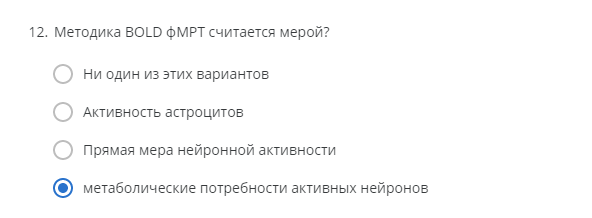 12. Методика BOLD фМРТ считается мерой?
Ни один из этих вариантов
Активность астроцитов
Прямая мера нейронной активности
метаболические потребности активных нейронов